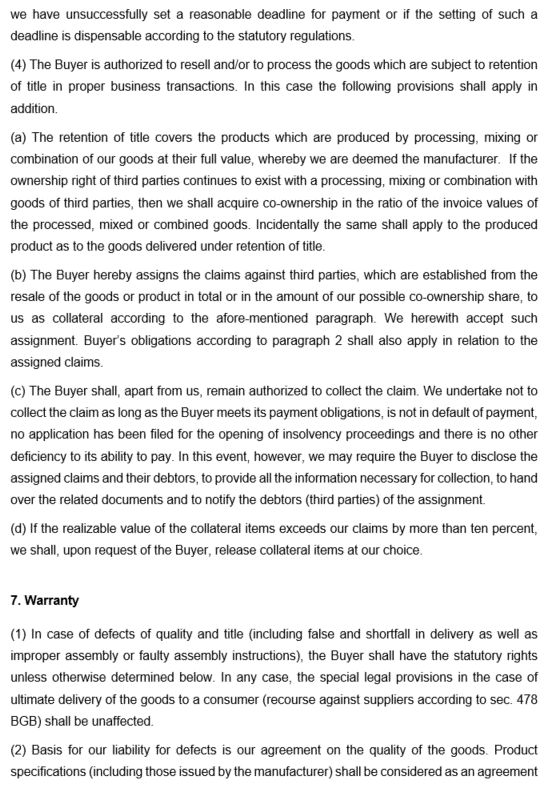 we have unsuccessfully set a reasonable deadline for payment or if the setting of such a
deadline is dispensable according to the statutory regulations.
(4) The Buyer is authorized to resell and/or to process the goods which are subject to retention
of title in proper business transactions. In this case the following provisions shall apply in
addition.
(a) The retention of title covers the products which are produced by processing, mixing or
combination of our goods at their full value, whereby we are deemed the manufacturer. If the
ownership right of third parties continues to exist with a processing, mixing or combination with
goods of third parties, then we shall acquire co-ownership in the ratio of the invoice values of
the processed, mixed or combined goods. Incidentally the same shall apply to the produced
product as to the goods delivered under retention of title.
(b) The Buyer hereby assigns the claims against third parties, which are established from the
resale of the goods or product in total or in the amount of our possible co-ownership share, to
us as collateral according to the afore-mentioned paragraph. We herewith accept such
assignment. Buyer's obligations according to paragraph 2 shall also apply in relation to the
assigned claims.
(c) The Buyer shall, apart from us, remain authorized to collect the claim. We undertake not to
collect the claim as long as the Buyer meets its payment obligations, is not in default of payment,
no application has been filed for the opening of insolvency proceedings and there is no other
deficiency to its ability to pay. In this event, however, we may require the Buyer to disclose the
assigned claims and their debtors, to provide all the information necessary for collection, to hand
over the related documents and to notify the debtors (third parties) of the assignment.
(d) If the realizable value of the collateral items exceeds our claims by more than ten percent,
we shall, upon request of the Buyer, release collateral items at our choice.
7. Warranty
(1) In case of defects of quality and title (including false and shortfall in delivery as well as
improper assembly or faulty assembly instructions), the Buyer shall have the statutory rights
unless otherwise determined below. In any case, the special legal provisions in the case of
ultimate delivery of the goods to a consumer (recourse against suppliers according to sec. 478
BGB) shall be unaffected.
(2) Basis for our liability for defects is our agreement on the quality of the goods. Product
specifications (including those issued by the manufacturer) shall be considered as an agreement